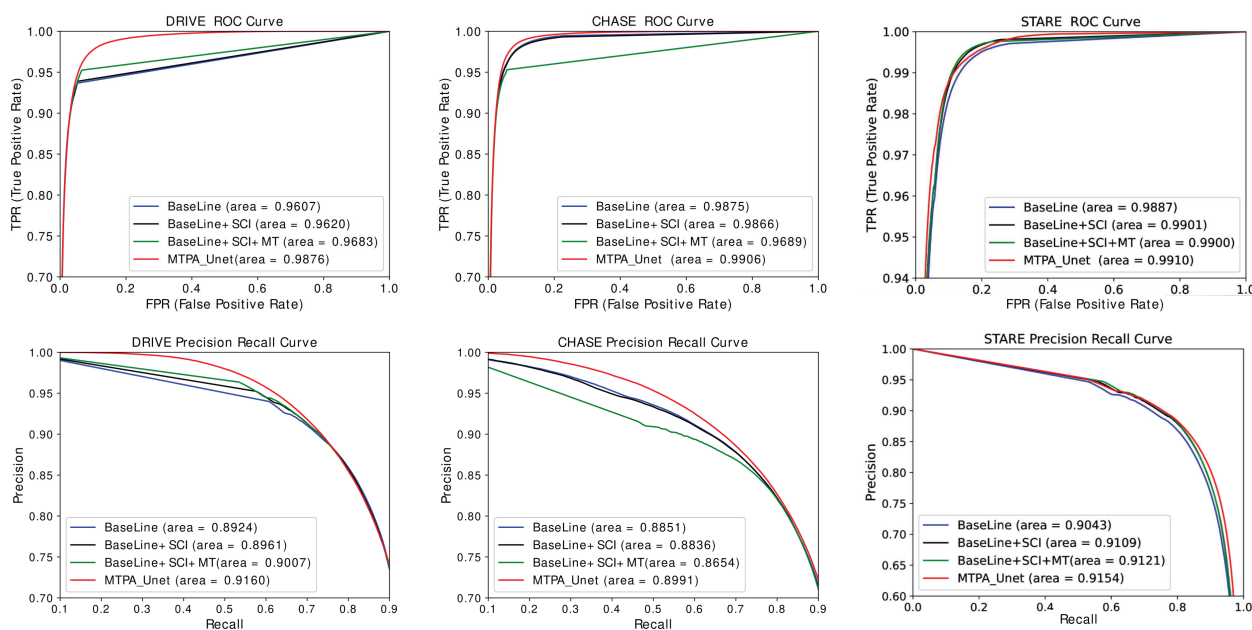 DRIVE ROC Curve
1.00
0.95
0.90
0.85
0.80
0.75
0.70
TPR (True Positive Rate)
BaseLine (area = 0.9607)
BaseLine+ SCI (area = 0.9620)
BaseLine+ SCI+ MT (area = 0.9683)
MTPA_Unet(area = 0.9876)
0.0 0.2 0.4 0.6 0.8 1.0
FPR (False Positive Rate)
CHASE ROC Curve
1.00
0.95
0.90
0.85
0.80
0.75
0.70
TPR (True Positive Rate)
BaseLine (area = 0.9875)
BaseLine+ SCI (area = 0.9866)
BaseLine+ SCI+ MT (area = 0.9689)
MTPA_Unet (area = 0.9906)
0.0 0.2 0.4 0.6 0.8 1.0
FPR (False Positive Rate)
STARE ROC Curve
1.00
0.99
0.98
0.97
0.96
0.95
0.94
TPR (True Positive Rate)
BaseLine (area = 0.9887)
BaseLine+SCI (area = 0.9901)
BaseLine+SCI+MT (area = 0.9900)
MTPA_Unet (area = 0.9910)
0.0 0.2 0.4 0.6 0.8 1.0
FPR (False Positive Rate)
DRIVE Precision Recall Curve
1.00
0.95
0.90
0.85
0.80
0.75
0.70
Precision
BaseLine (area = 0.8924)
BaseLine+ SCI (area = 0.8961)
BaseLine+ SCI+ MT(area = 0.9007)
MTPA_Unet (area = 0.9160)
0.1 0.2 0.3 0.4 0.5 0.6 0.7 0.8 0.9
Recall
CHASE Precision Recall Curve
1.00
0.95
0.90
0.85
0.80
0.75
0.70
Precision
BaseLine (area = 0.8851)
BaseLine+ SCI (area = 0.8836)
BaseLine+ SCI+ MT(area = 0.8654)
MTPA_Unet (area = 0.8991)
0.1 0.2 0.3 0.4 0.5 0.6 0.7 0.8 0.9
Recall
STARE Precision Recall Curve
1.00
0.95
0.90
0.85
0.80
0.75
0.70
0.65
0.60
Precision
BaseLine (area = 0.9043)
BaseLine+SCI (area = 0.9109)
BaseLine+SCI+MT(area = 0.9121)
MTPA_Unet (area = 0.9154)
0.0 0.2 0.4 0.6 0.8 1.0
Recall